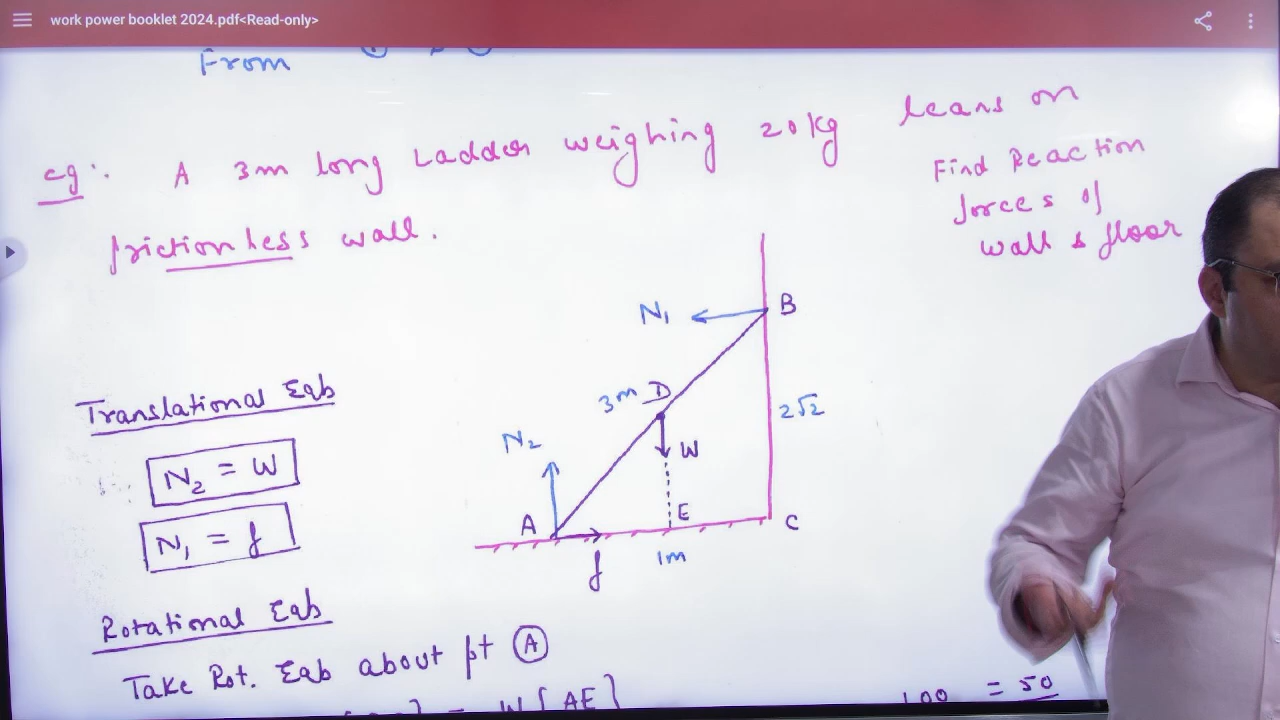 work power booklet 2024.pdf<Read-only>
From
eg:. A 3m long Ladder weighing 20kg leans on
frictionless wall.
Find Reaction
forces of
wall & floor
N₁
B
3m D
2√2
N₂
W
A
E
C
f
1m
Translational Eqb
N₂ = W
N₁ = f
Rotational Eqb
Take Rot. Eqb about pt A
= W[AE]
100 = 50